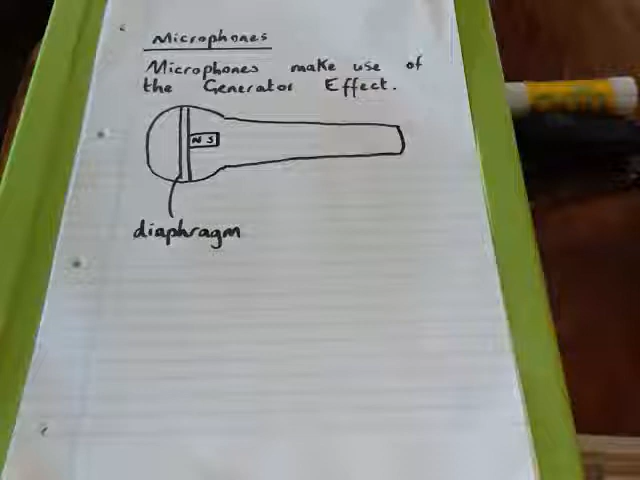 Microphones
Microphones make use of
the Generator Effect.
N S
diaphragm